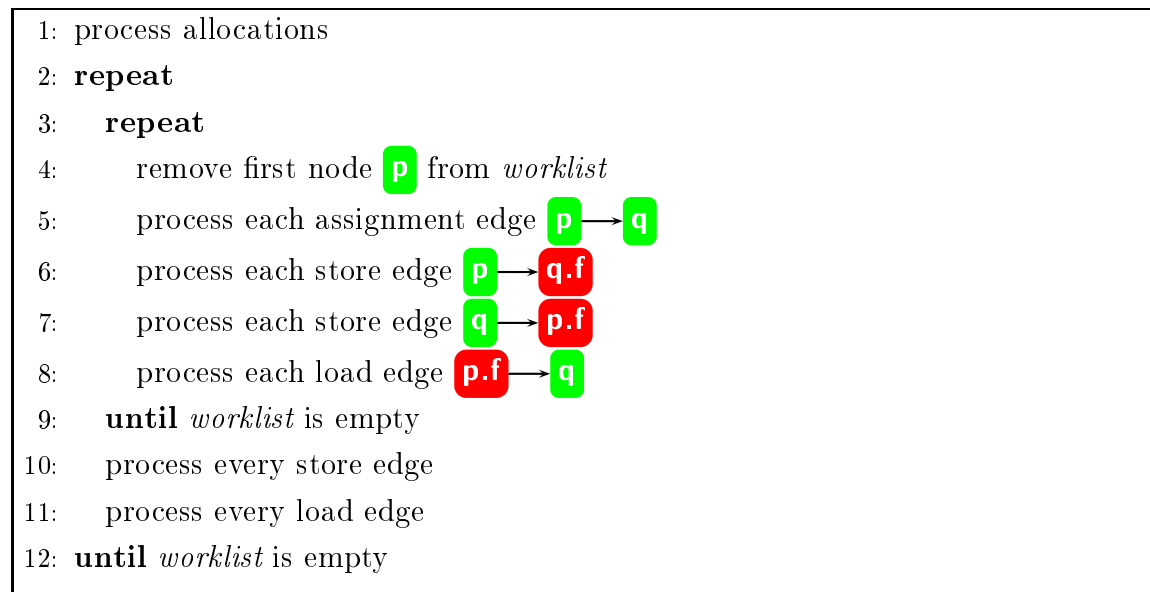 1: process allocations
2: repeat
3: repeat
4: remove first node p from worklist
5: process each assignment edge p → q
6: process each store edge p → q.f
7: process each store edge q → p.f
8: process each load edge p.f → q
9: until worklist is empty
10: process every store edge
11: process every load edge
12: until worklist is empty